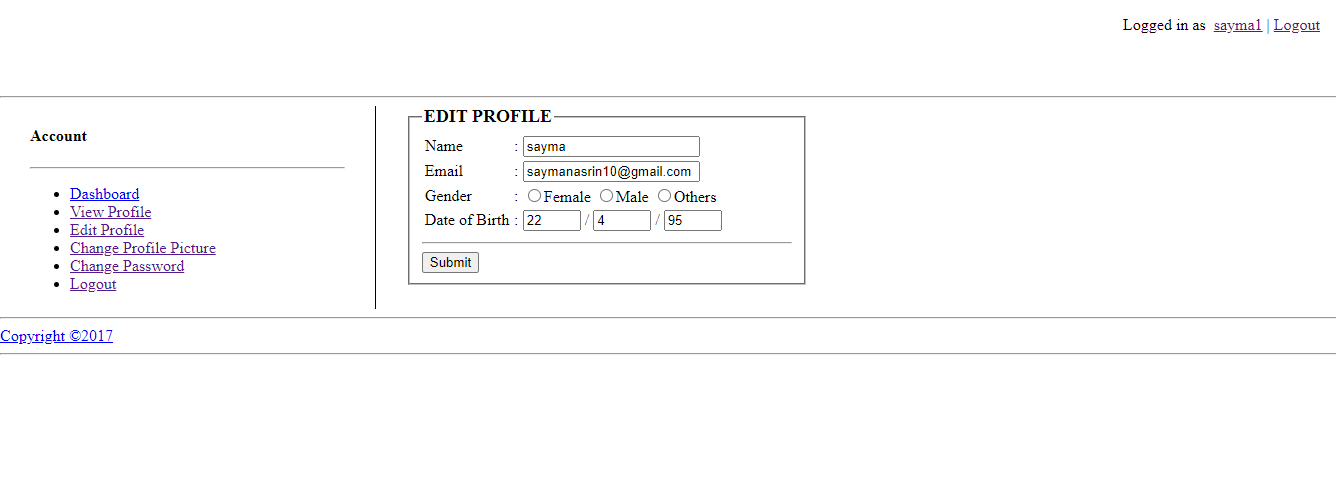 Logged in as sayma1 | Logout
Account
Dashboard
View Profile
Edit Profile
Change Profile Picture
Change Password
Logout
EDIT PROFILE
Name : sayma
Email : saymanasrin10@gmail.com
Gender : Female Male Others
Date of Birth : 22 / 4 / 95
Submit
Copyright ©2017